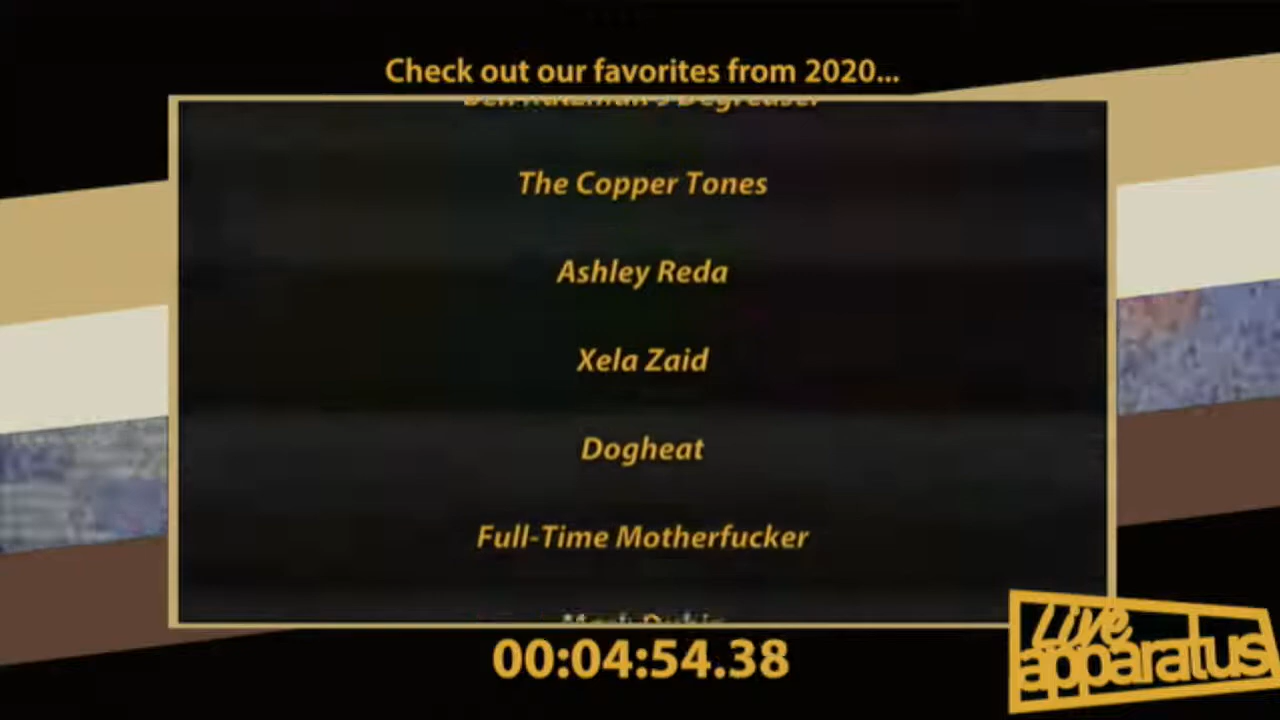 Check out our favorites from 2020...
The Copper Tones
Ashley Reda
Xela Zaid
Dogheat
Full-Time Motherfucker
00:04:54.38
Live
apparatus